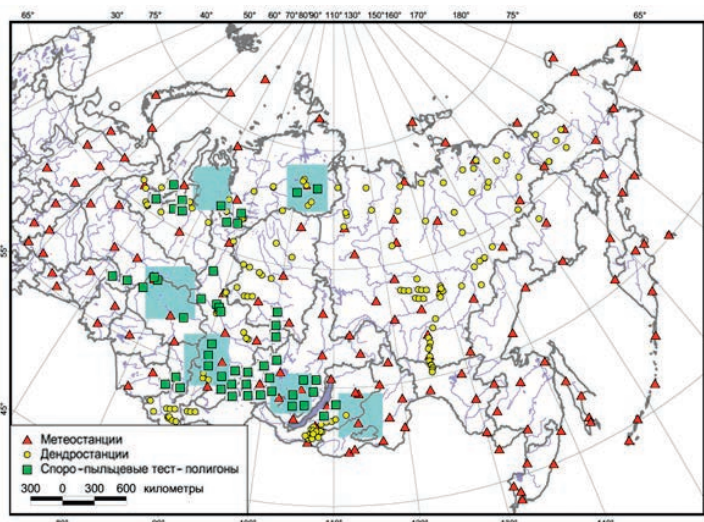 65° 30° 75° 40° 50° 60° 70° 80° 90° 110° 130° 150° 160° 170° 180° 75° 65°
55°
45°
Метеостанции
Дендростанции
Споро-пыльцевые тест-полигоны
300 0 300 600 километры